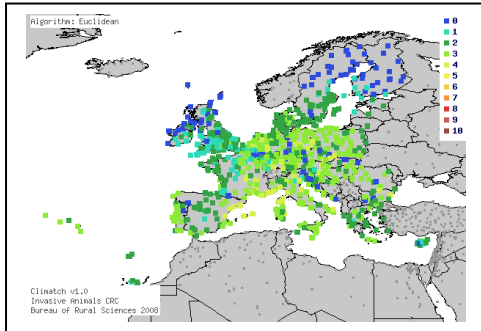 Algorithm: Euclidean
0
1
2
3
4
5
6
7
8
9
10
Climatch v1.0
Invasive Animals CRC
Bureau of Rural Sciences 2008